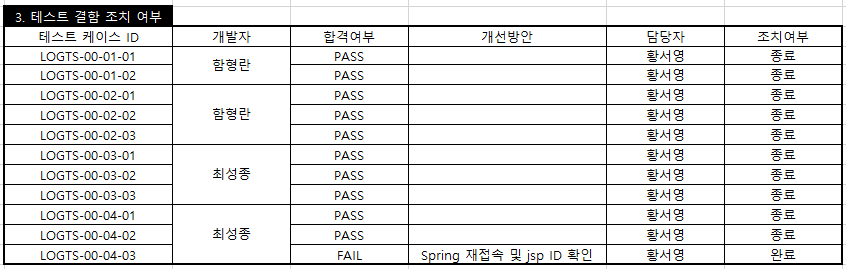 3. 테스트 결함 조치 여부
테스트 케이스 ID 개발자 합격여부 개선방안 담당자 조치여부
LOGTS-00-01-01 함형란 PASS 황서영 종료
LOGTS-00-01-02 PASS 황서영 종료
LOGTS-00-02-01 PASS 황서영 종료
LOGTS-00-02-02 함형란 PASS 황서영 종료
LOGTS-00-02-03 PASS 황서영 종료
LOGTS-00-03-01 PASS 황서영 종료
LOGTS-00-03-02 최성종 PASS 황서영 종료
LOGTS-00-03-03 PASS 황서영 종료
LOGTS-00-04-01 PASS 황서영 종료
LOGTS-00-04-02 최성종 PASS 황서영 종료
LOGTS-00-04-03 FAIL Spring 재접속 및 jsp ID 확인 황서영 완료